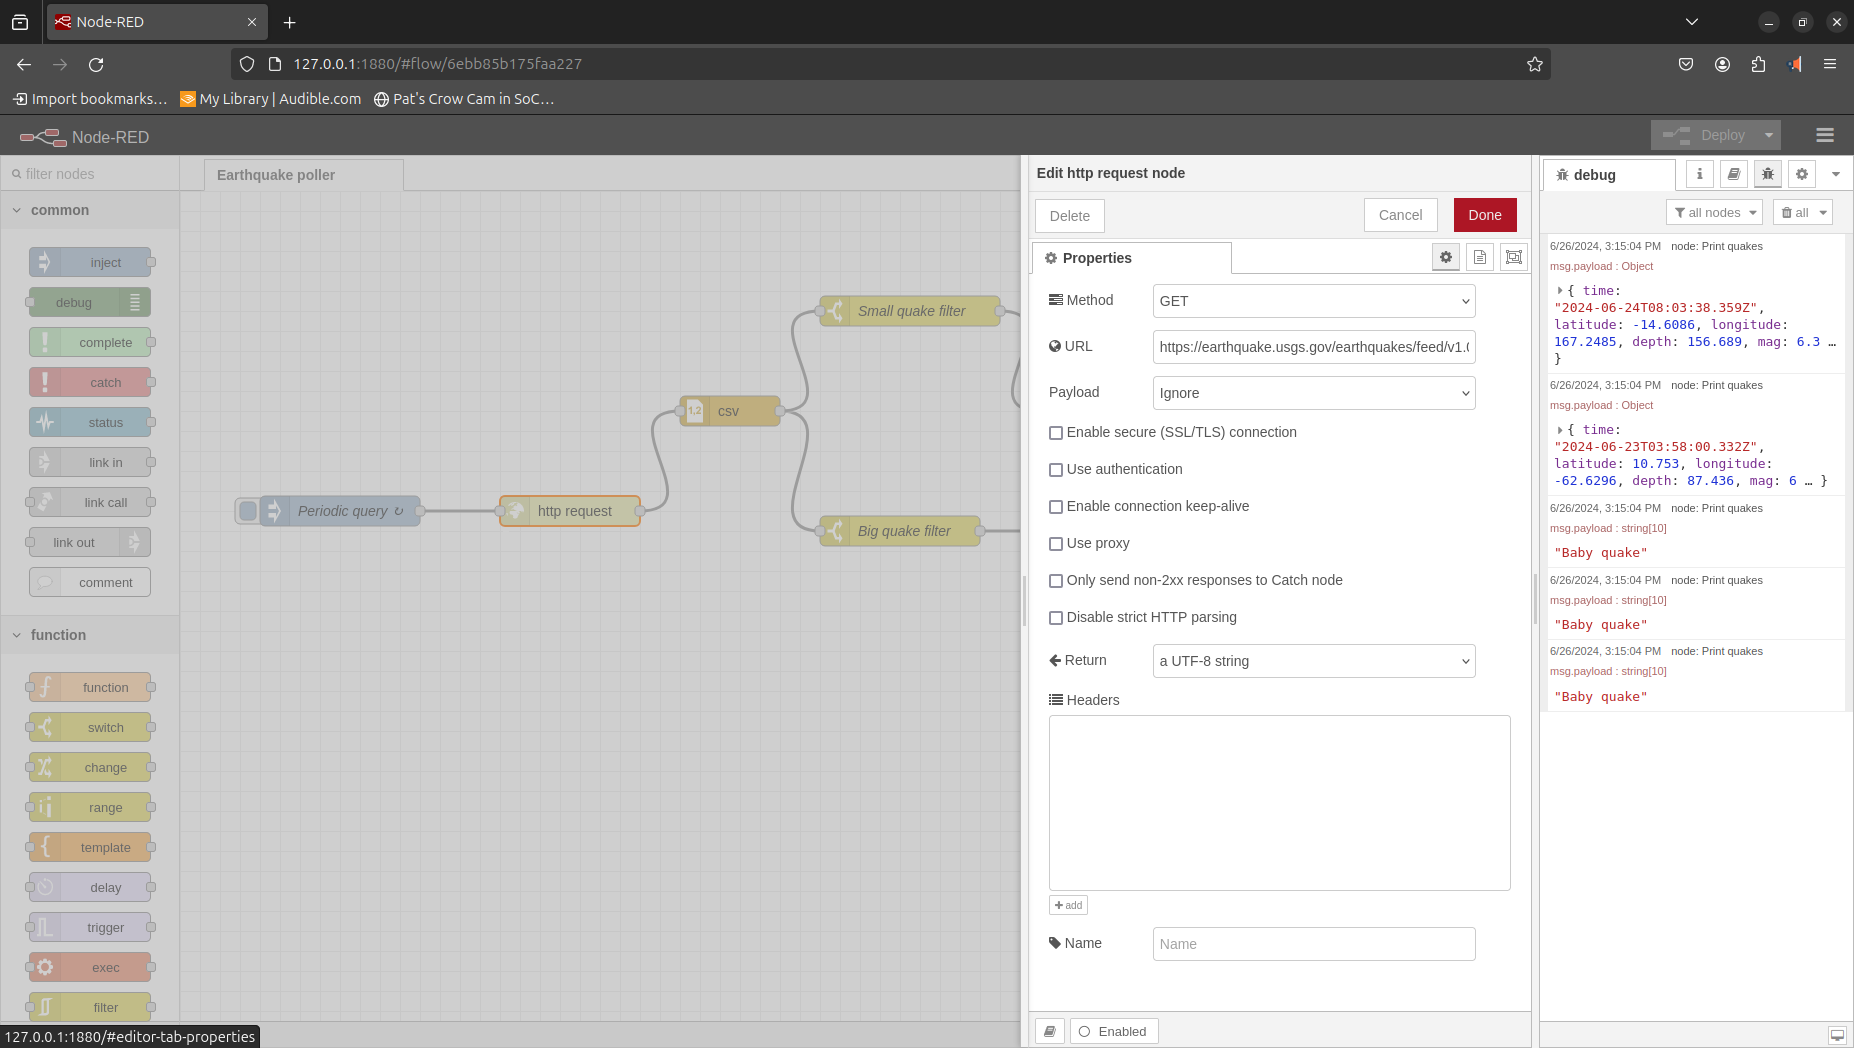 Node-RED
127.0.0.1:1880/#flow/6ebb85b175faa227
Import bookmarks... My Library | Audible.com Pat's Crow Cam in SoC...
Node-RED
Deploy
filter nodes
common
inject
debug
complete
catch
status
link in
link call
link out
comment
function
function
switch
change
range
template
delay
trigger
exec
filter
127.0.0.1:1880/#editor-tab-properties
Earthquake poller
Periodic query ↻
http request
1,2 csv
Small quake filter
Big quake filter
Edit http request node
Delete Cancel Done
Properties
Method GET
URL https://earthquake.usgs.gov/earthquakes/feed/v1.0
Payload Ignore
Enable secure (SSL/TLS) connection
Use authentication
Enable connection keep-alive
Use proxy
Only send non-2xx responses to Catch node
Disable strict HTTP parsing
Return a UTF-8 string
Headers
add
Name Name
Enabled
debug i
all nodes all
6/26/2024, 3:15:04 PM node: Print quakes
msg.payload : Object
{ time:
"2024-06-24T08:03:38.359Z",
latitude: -14.6086, longitude:
167.2485, depth: 156.689, mag: 6.3 …
}
6/26/2024, 3:15:04 PM node: Print quakes
msg.payload : Object
{ time:
"2024-06-23T03:58:00.332Z",
latitude: 10.753, longitude:
-62.6296, depth: 87.436, mag: 6 … }
6/26/2024, 3:15:04 PM node: Print quakes
msg.payload : string[10]
"Baby quake"
6/26/2024, 3:15:04 PM node: Print quakes
msg.payload : string[10]
"Baby quake"
6/26/2024, 3:15:04 PM node: Print quakes
msg.payload : string[10]
"Baby quake"